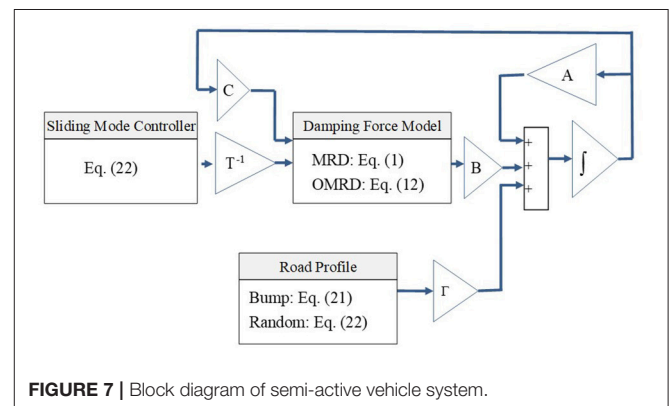 A
C
Sliding Mode Controller
Eq. (22)
T-1
Damping Force Model
MRD: Eq. (1)
OMRD: Eq. (12)
B
+
+
+
∫
Road Profile
Bump: Eq. (21)
Random: Eq. (22)
Γ
FIGURE 7 | Block diagram of semi-active vehicle system.